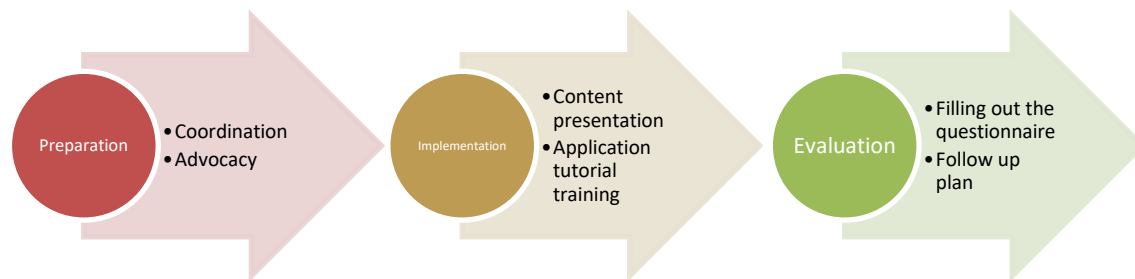 Preparation
•Coordination
•Advocacy
Implementation
•Content
presentation
•Application
tutorial
training
Evaluation
•Filling out the
questionnaire
•Follow up
plan